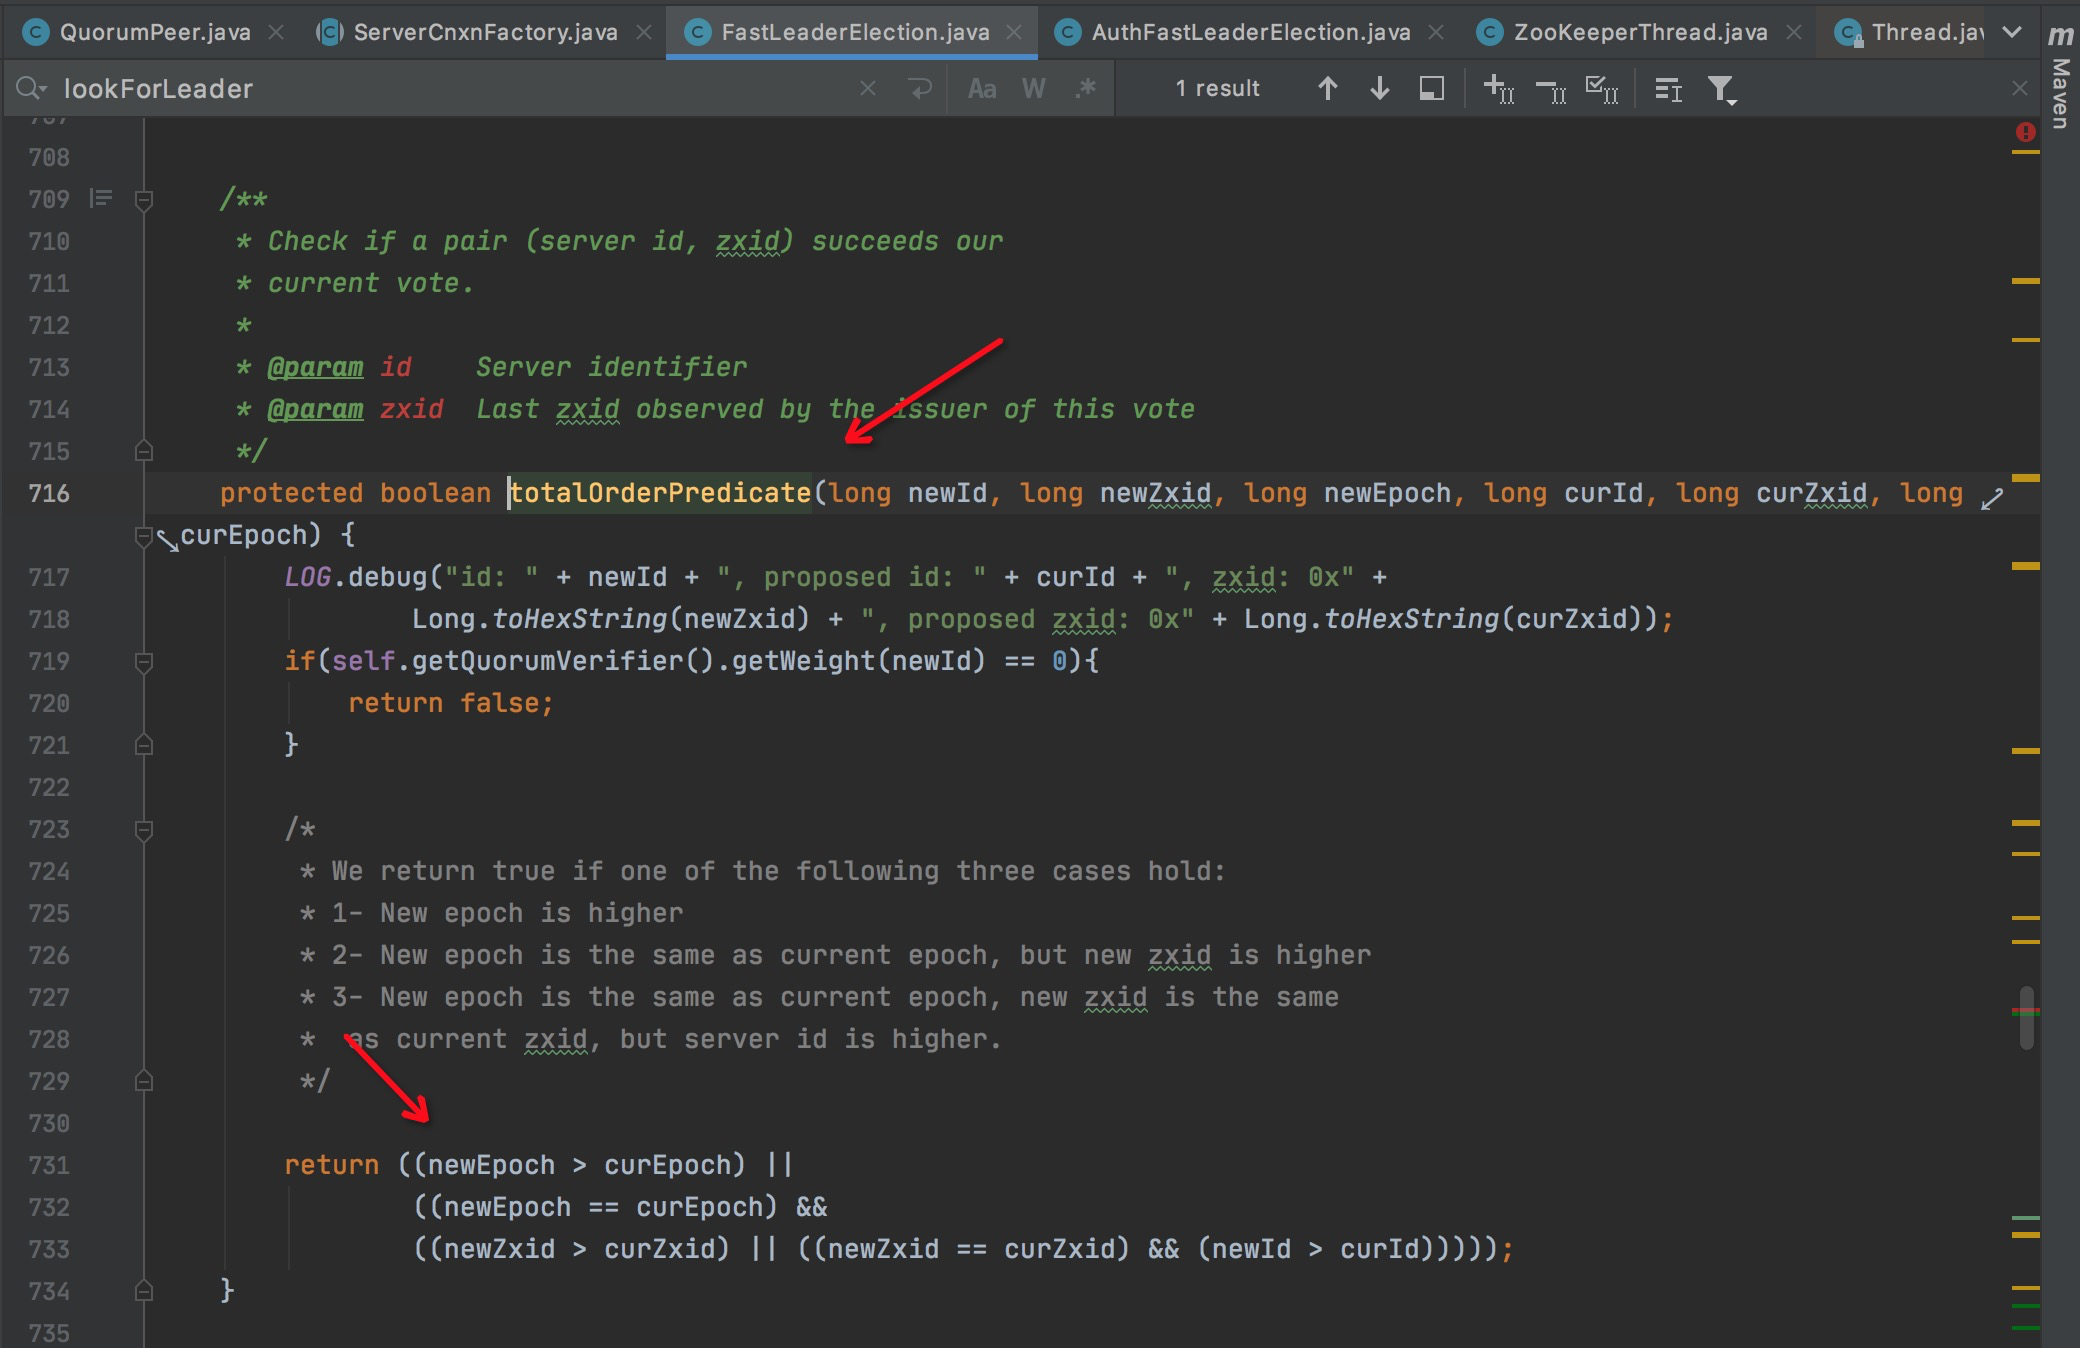 QuorumPeer.java ServerCnxnFactory.java FastLeaderElection.java AuthFastLeaderElection.java ZooKeeperThread.java Thread.jav
m
Maven
lookForLeader Aa W .* 1 result
707
708
709 /**
710 * Check if a pair (server id, zxid) succeeds our
711 * current vote.
712 *
713 * @param id    Server identifier
714 * @param zxid  Last zxid observed by the issuer of this vote
715 */
716 protected boolean totalOrderPredicate(long newId, long newZxid, long newEpoch, long curId, long curZxid, long
curEpoch) {
717 LOG.debug("id: " + newId + ", proposed id: " + curId + ", zxid: 0x" +
718 Long.toHexString(newZxid) + ", proposed zxid: 0x" + Long.toHexString(curZxid));
719 if(self.getQuorumVerifier().getWeight(newId) == 0){
720 return false;
721 }
722
723 /*
724 * We return true if one of the following three cases hold:
725 * 1- New epoch is higher
726 * 2- New epoch is the same as current epoch, but new zxid is higher
727 * 3- New epoch is the same as current epoch, new zxid is the same
728 *  as current zxid, but server id is higher.
729 */
730
731 return ((newEpoch > curEpoch) ||
732 ((newEpoch == curEpoch) &&
733 ((newZxid > curZxid) || ((newZxid == curZxid) && (newId > curId)))));
734 }
735